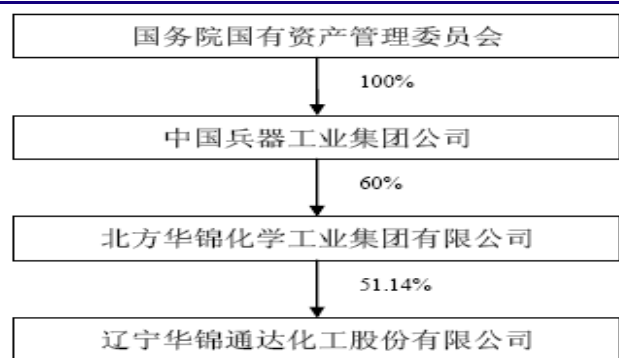 国务院国有资产管理委员会
100%
中国兵器工业集团公司
60%
北方华锦化学工业集团有限公司
51.14%
辽宁华锦通达化工股份有限公司